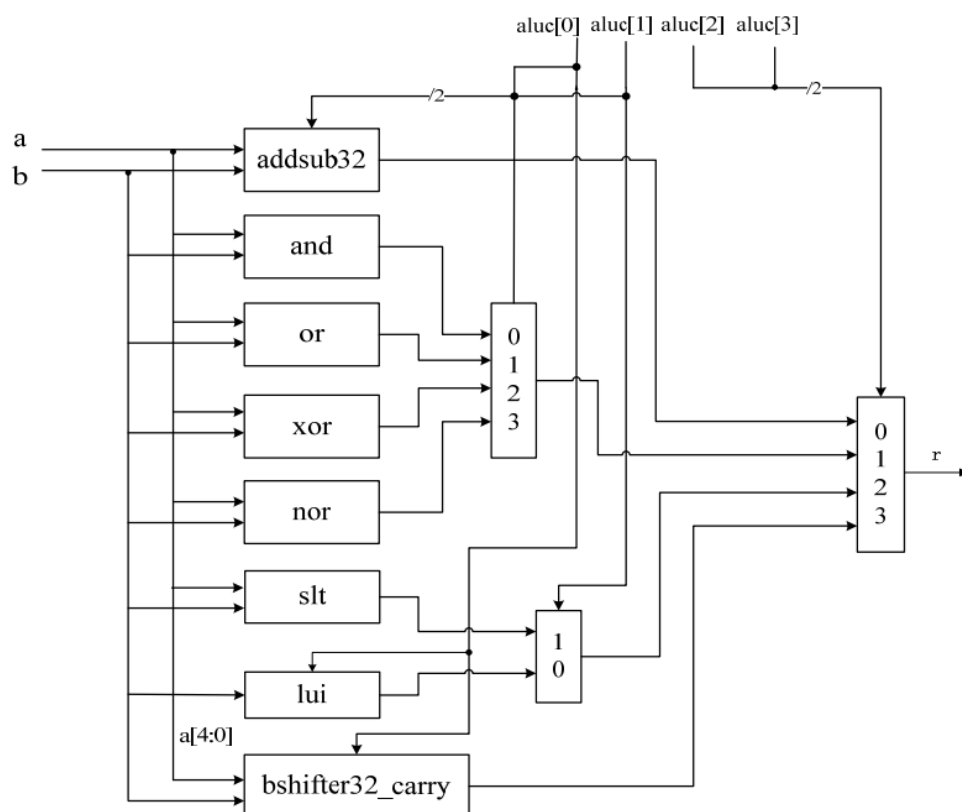 aluc[0] aluc[1] aluc[2] aluc[3]
/2
/2
a
b
addsub32
and
or
xor
nor
slt
lui
a[4:0]
bshifter32_carry
0
1
2
3
1
0
0
1
2
3
r